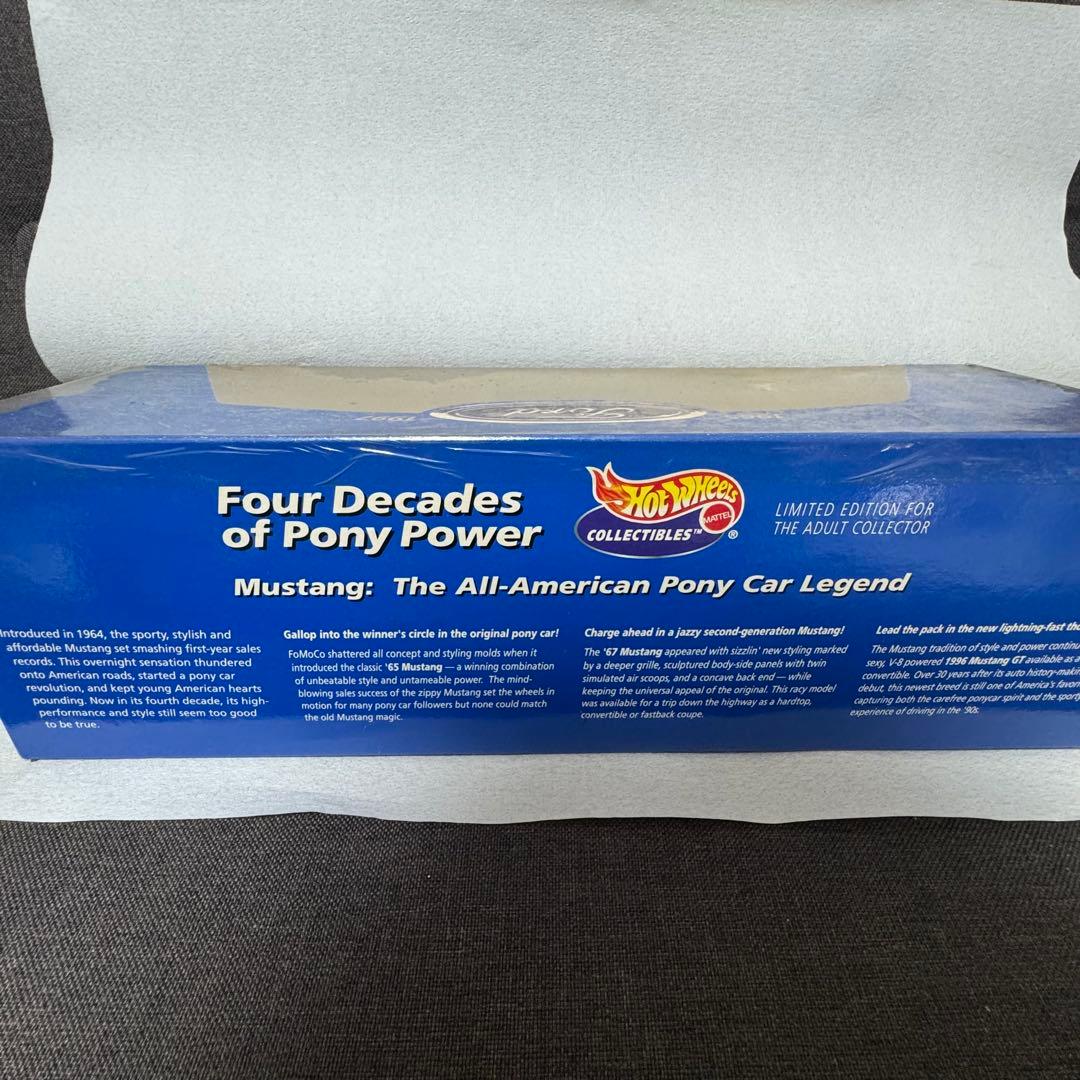 Ford
Four Decades
of Pony Power
Hot Wheels
MATTEL
COLLECTIBLES™
®
LIMITED EDITION FOR
THE ADULT COLLECTOR
Mustang: The All-American Pony Car Legend
Introduced in 1964, the sporty, stylish and
affordable Mustang set smashing first-year sales
records. This overnight sensation thundered
onto American roads, started a pony car
revolution, and kept young American hearts
pounding. Now in its fourth decade, its high-
performance and style still seem too good
to be true.
Gallop into the winner's circle in the original pony car!
FoMoCo shattered all concept and styling molds when it
introduced the classic '65 Mustang — a winning combination
of unbeatable style and untameable power. The mind-
blowing sales success of the zippy Mustang set the wheels in
motion for many pony car followers but none could match
the old Mustang magic.
Charge ahead in a jazzy second-generation Mustang!
The '67 Mustang appeared with sizzlin' new styling marked
by a deeper grille, sculptured body-side panels with twin
simulated air scoops, and a concave back end — while
keeping the universal appeal of the original. This racy model
was available for a trip down the highway as a hardtop,
convertible or fastback coupe.
Lead the pack in the new lightning-fast
The Mustang tradition of style and power
sexy, V-8 powered 1996 Mustang GT available as
convertible. Over 30 years after its auto
debut, this newest breed is still one of America's
capturing both the carefree ponycar spirit and the
experience of driving in the '90s.